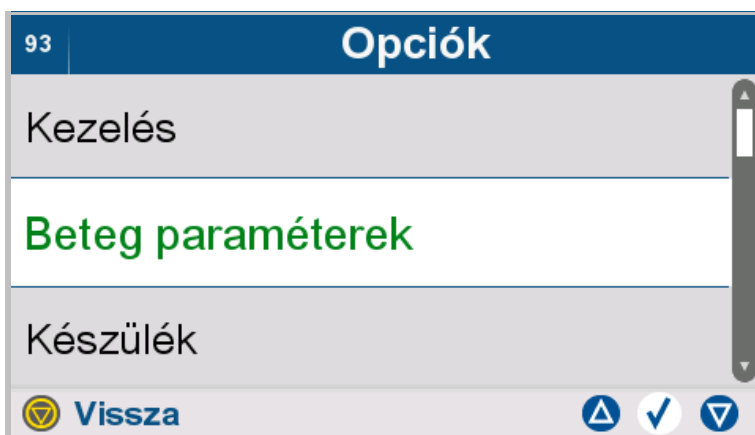 93
Opciók
Kezelés
Beteg paraméterek
Készülék
Vissza